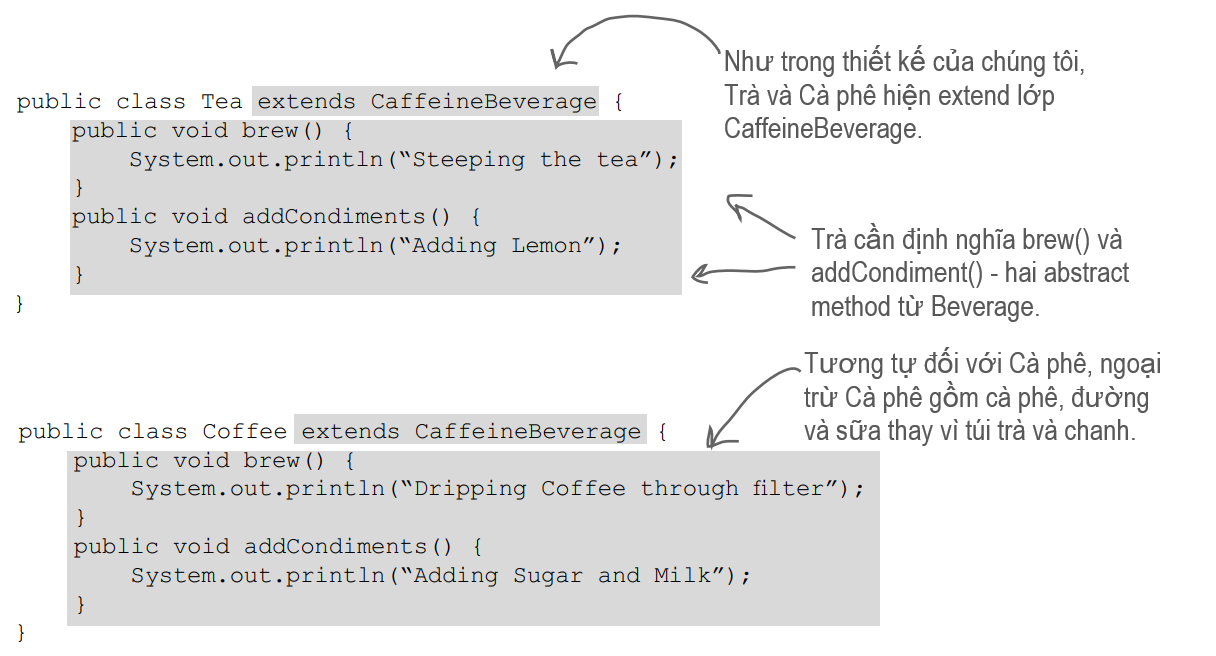 Như trong thiết kế của chúng tôi,
Trà và Cà phê hiện extend lớp
CaffeineBeverage.
public class Tea extends CaffeineBeverage {
public void brew() {
System.out.println(“Steeping the tea”);
}
public void addCondiments() {
System.out.println(“Adding Lemon”);
}
}
Trà cần định nghĩa brew() và
addCondiment() - hai abstract
method từ Beverage.
Tương tự đối với Cà phê, ngoại
trừ Cà phê gồm cà phê, đường
và sữa thay vì túi trà và chanh.
public class Coffee extends CaffeineBeverage {
public void brew() {
System.out.println(“Dripping Coffee through filter”);
}
public void addCondiments() {
System.out.println(“Adding Sugar and Milk”);
}
}